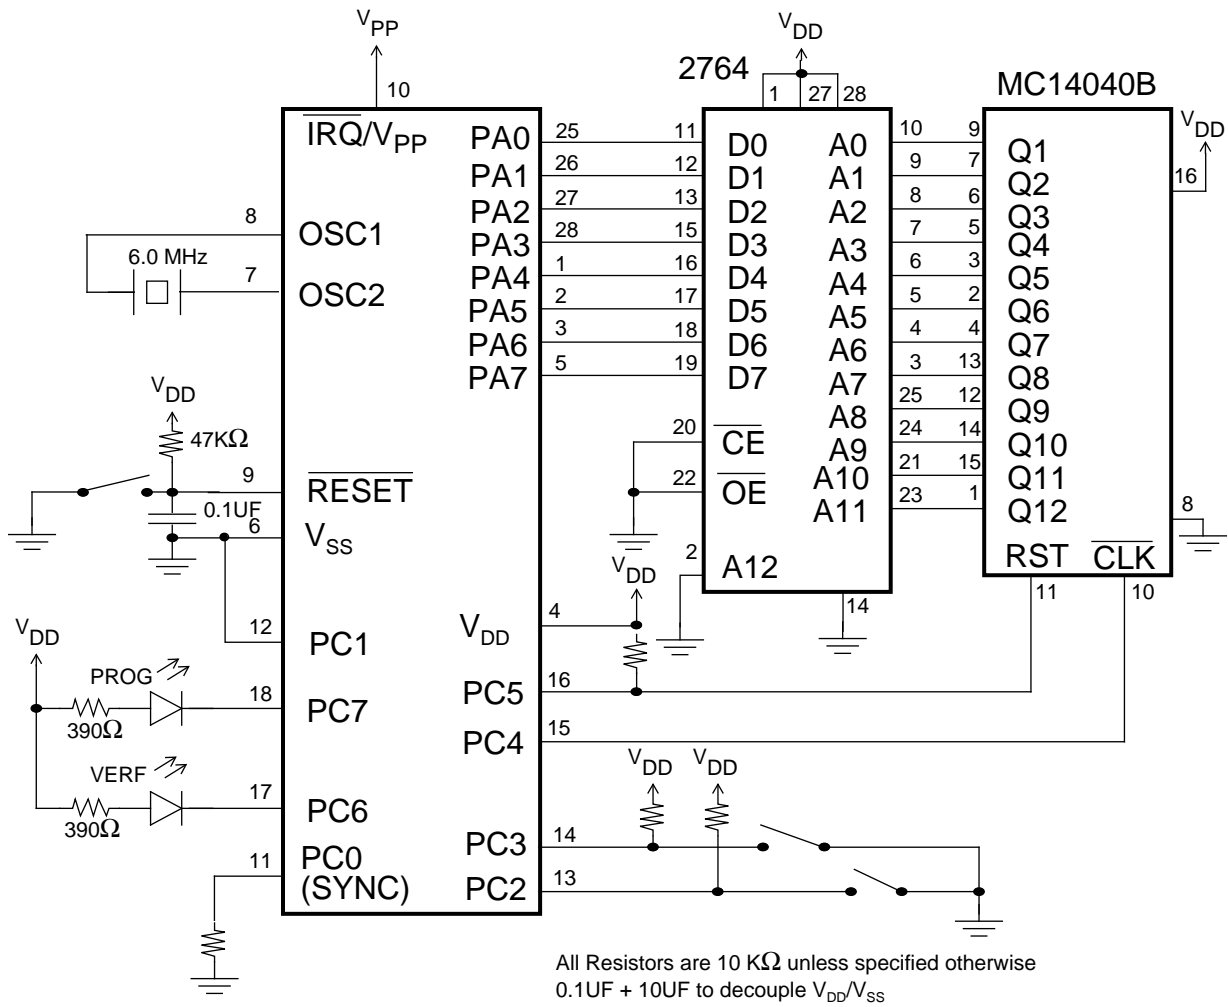 VPP
10
IRQ/VPP
OSC1
8
6.0 MHz
OSC2
7
VDD
47KΩ
RESET
9
0.1UF
VSS
6
PC1
12
VDD
PROG
PC7
18
390Ω
VERF
PC6
17
390Ω
PC0
(SYNC)
11
PA0 25
PA1 26
PA2 27
PA3 28
PA4 1
PA5 2
PA6 3
PA7 5
VDD 4
VDD
PC5 16
PC4 15
VDD
VDD
PC3 14
PC2 13
2764
VDD
1 27 28
11 D0 A0 10
12 D1 A1 9
13 D2 A2 8
15 D3 A3 7
16 D4 A4 6
17 D5 A5 5
18 D6 A6 4
19 D7 A7 3
A8 25
20 CE A9 24
A10 21
22 OE A11 23
2 A12
14
MC14040B
VDD
16
9 Q1
7 Q2
6 Q3
5 Q4
3 Q5
2 Q6
4 Q7
13 Q8
12 Q9
14 Q10
15 Q11
1 Q12
8
RST CLK
11 10
All Resistors are 10 KΩ unless specified otherwise
0.1UF + 10UF to decouple VDD/VSS